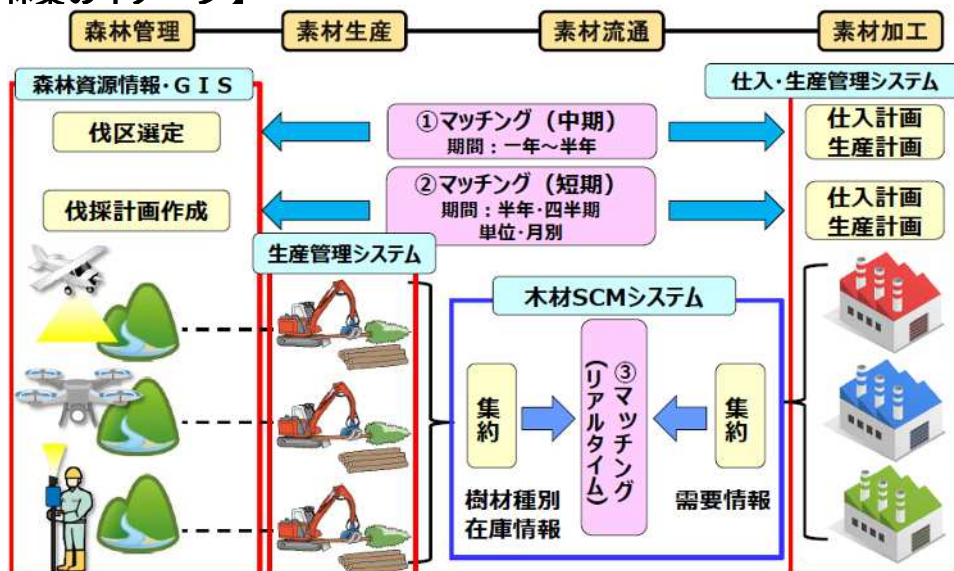 森林管理
素材生産
素材流通
素材加工
森林資源情報・GIS
仕入・生産管理システム
伐区選定
①マッチング（中期）
期間：一年～半年
仕入計画
生産計画
伐採計画作成
②マッチング（短期）
期間：半年・四半期
単位・月別
仕入計画
生産計画
生産管理システム
木材SCMシステム
集約
③マッチング
(リアルタイム)
集約
樹材種別
在庫情報
需要情報